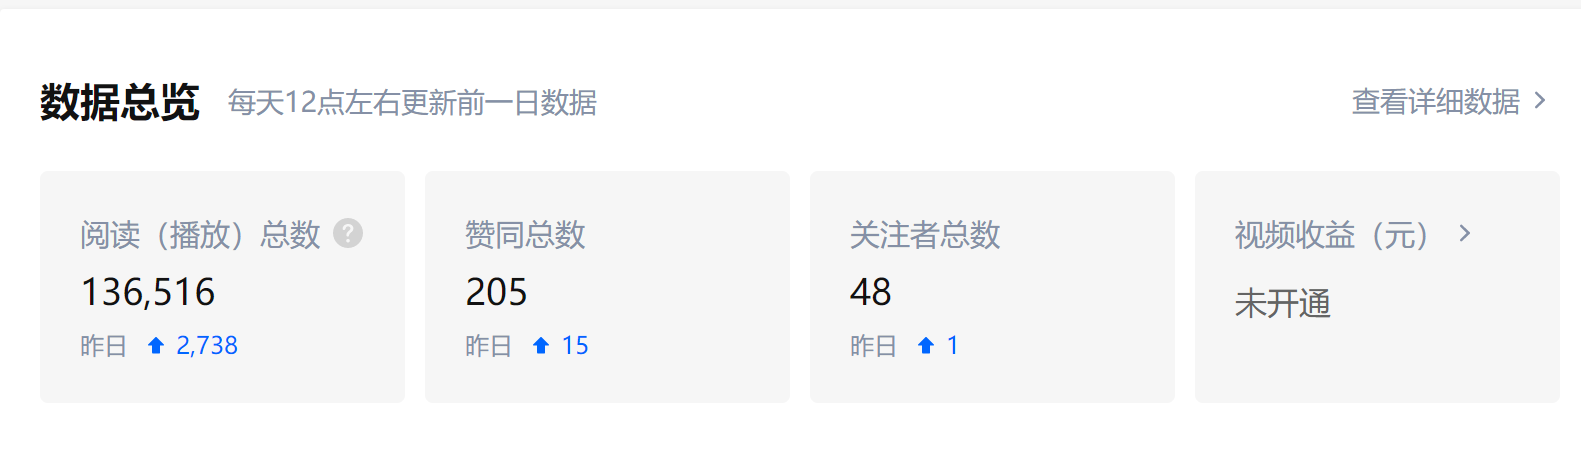 数据总览 每天12点左右更新前一日数据 查看详细数据 >
阅读（播放）总数 ?
136,516
昨日 ↑ 2,738
赞同总数
205
昨日 ↑ 15
关注者总数
48
昨日 ↑ 1
视频收益（元） >
未开通